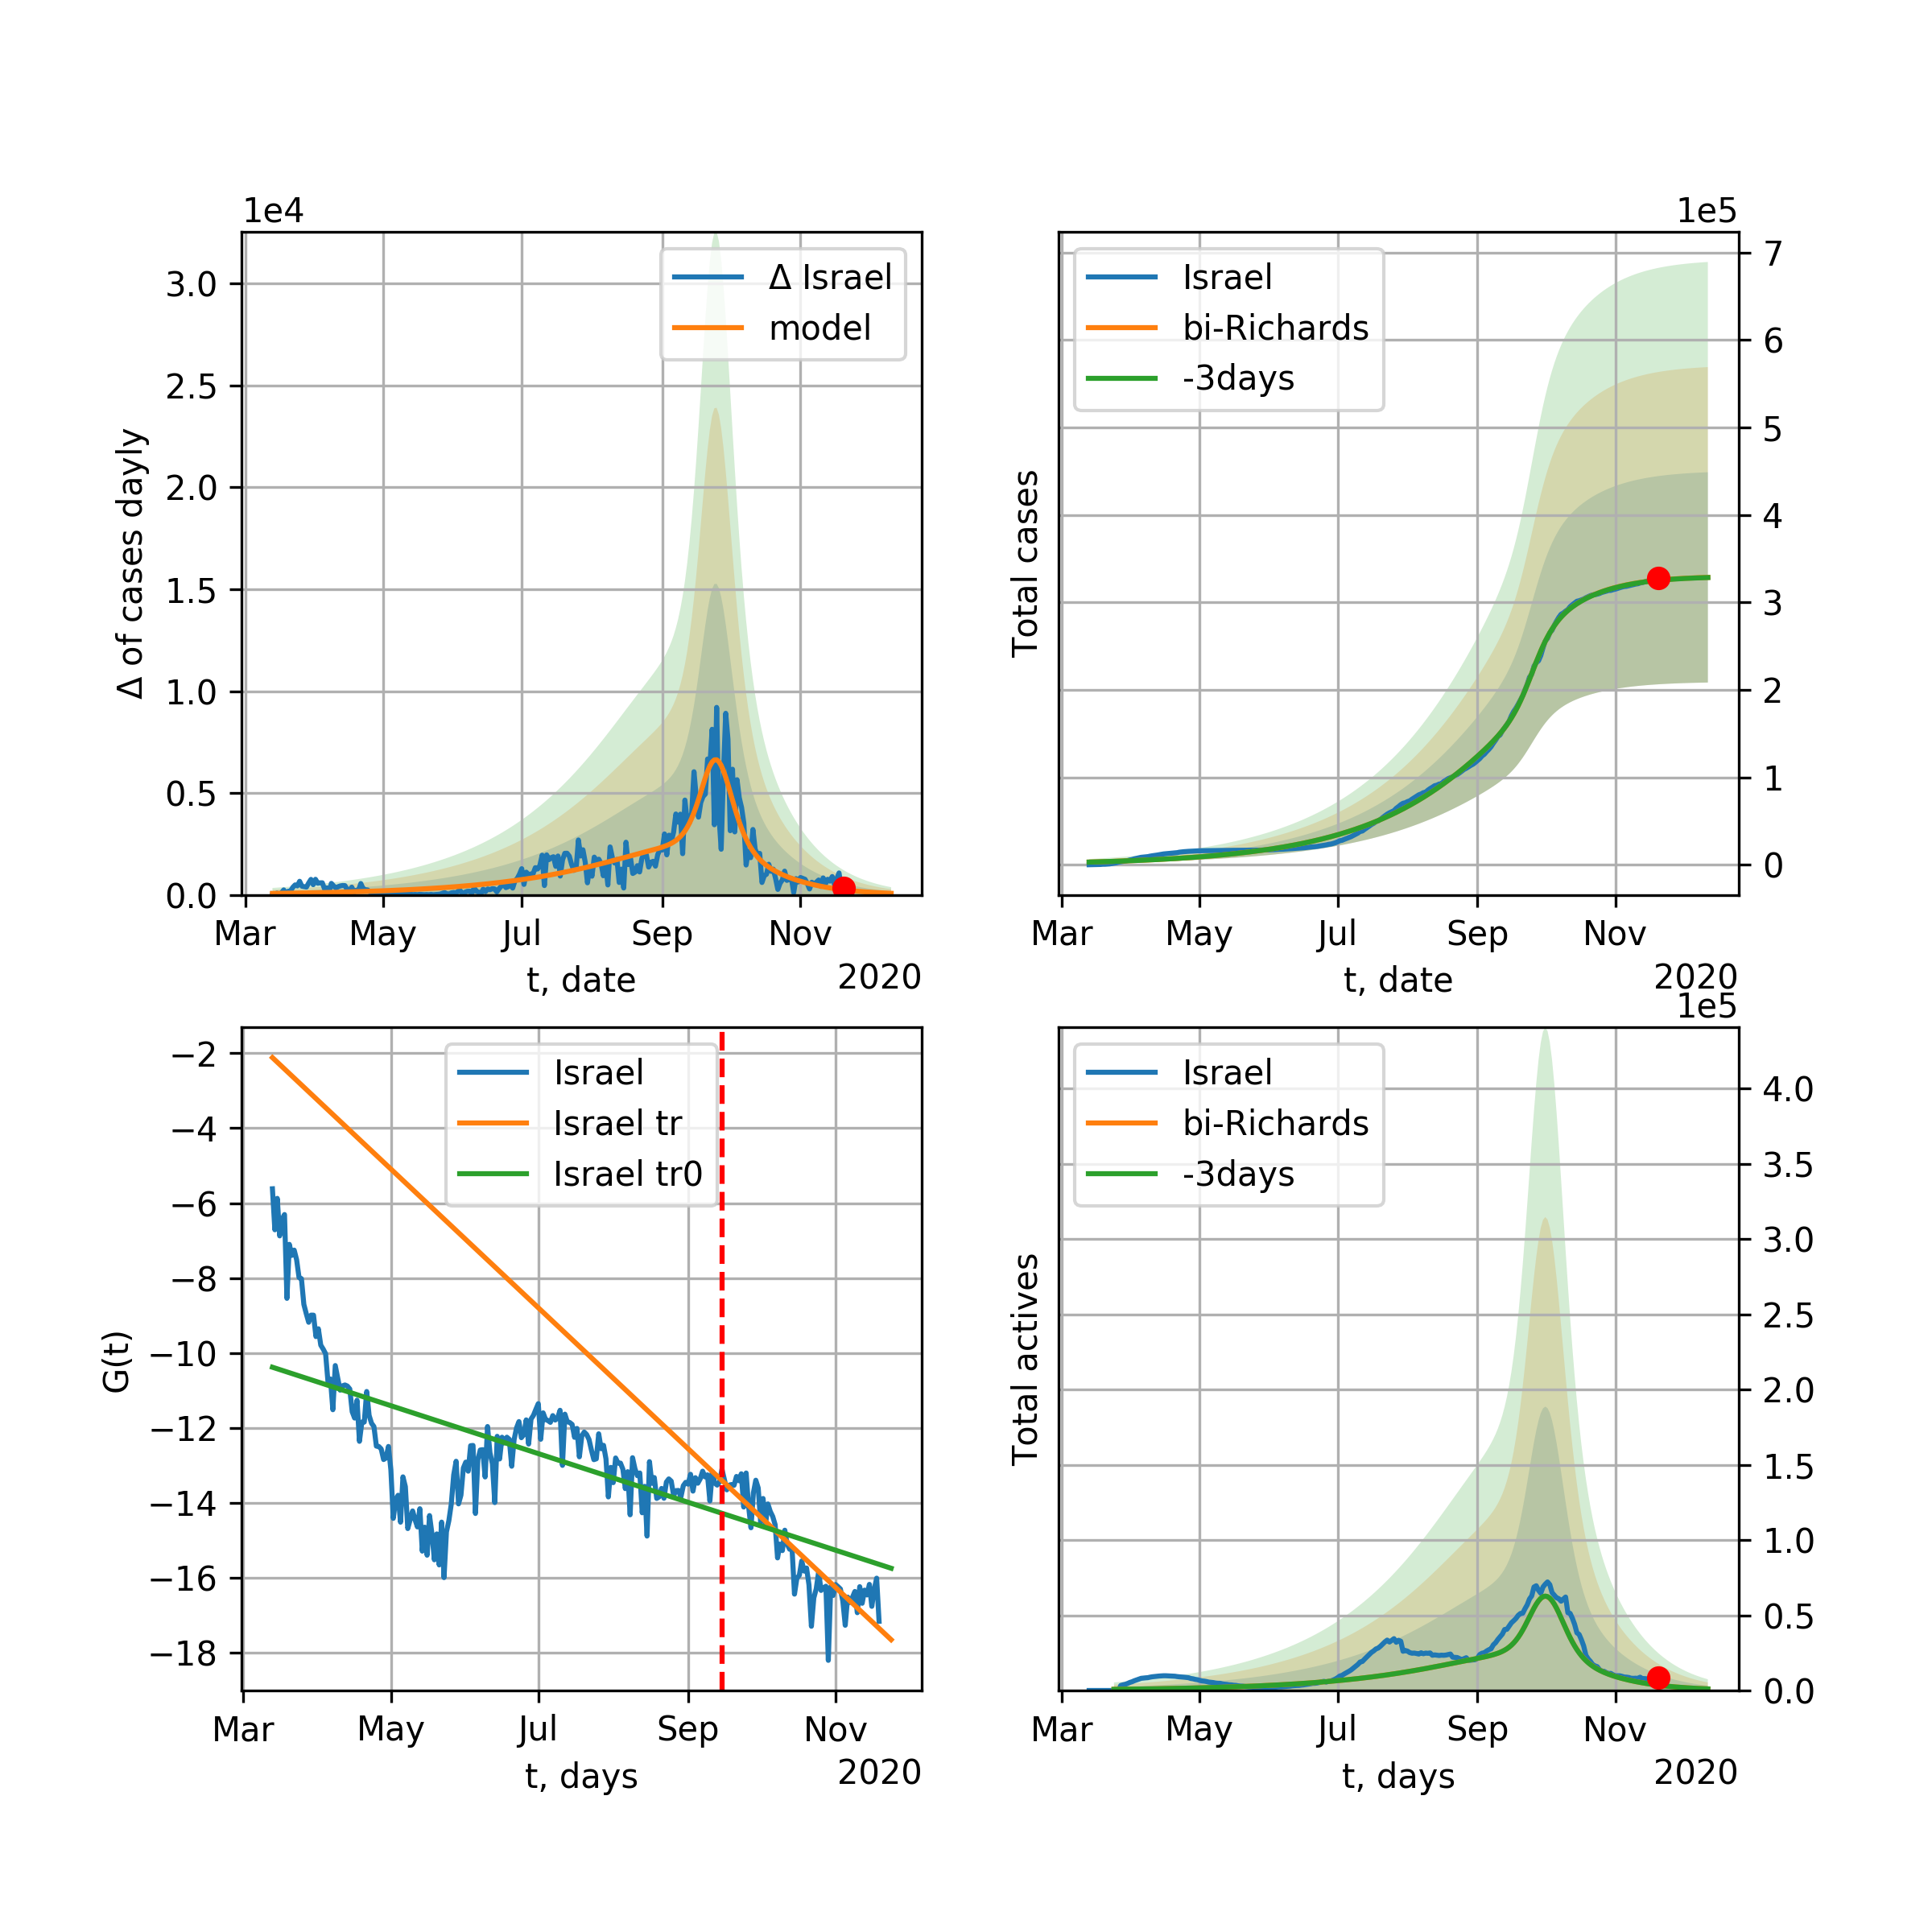 1e4
3.0
2.5
2.0
1.5
1.0
0.5
0.0
Δ of cases dayly
Δ Israel
model
Mar May Jul Sep Nov
t, date
2020
1e5
7
6
5
4
3
2
1
0
Total cases
Israel
bi-Richards
-3days
Mar May Jul Sep Nov
t, date
2020
−2
−4
−6
−8
−10
−12
−14
−16
−18
G(t)
Israel
Israel tr
Israel tr0
Mar May Jul Sep Nov
t, days
2020
1e5
4.0
3.5
3.0
2.5
2.0
1.5
1.0
0.5
0.0
Total actives
Israel
bi-Richards
-3days
Mar May Jul Sep Nov
t, days
2020